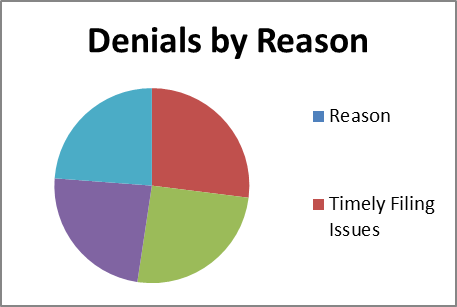 Denials by Reason
Reason
Timely Filing
Issues